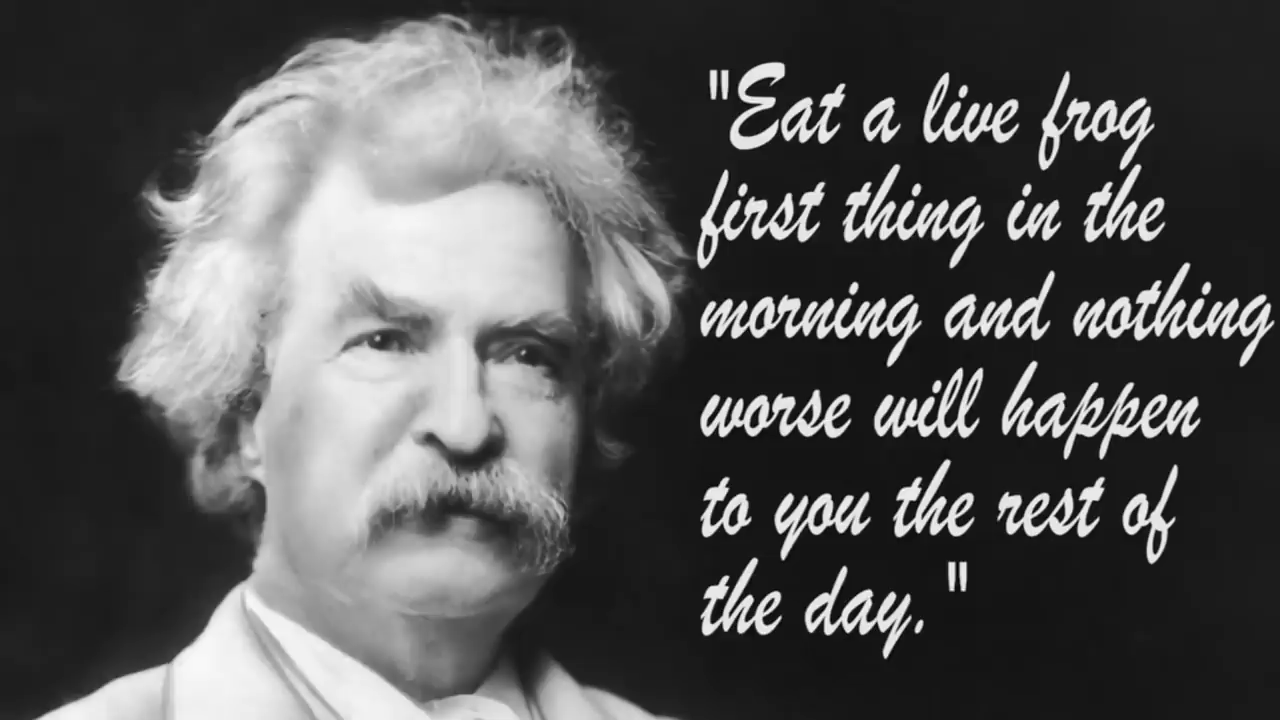 "Eat a live frog
first thing in the
morning and nothing
worse will happen
to you the rest of
the day."